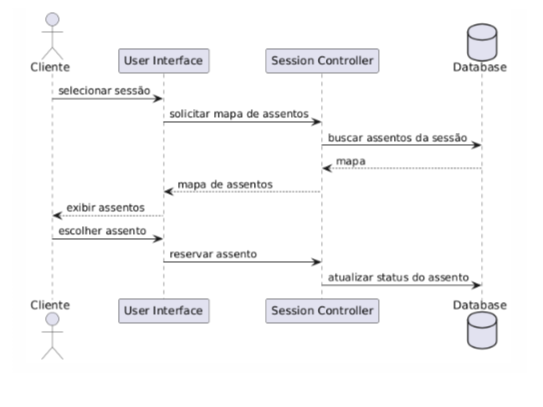 Cliente
User Interface
Session Controller
Database
selecionar sessão
solicitar mapa de assentos
buscar assentos da sessão
mapa
mapa de assentos
exibir assentos
escolher assento
reservar assento
atualizar status do assento
Cliente
User Interface
Session Controller
Database